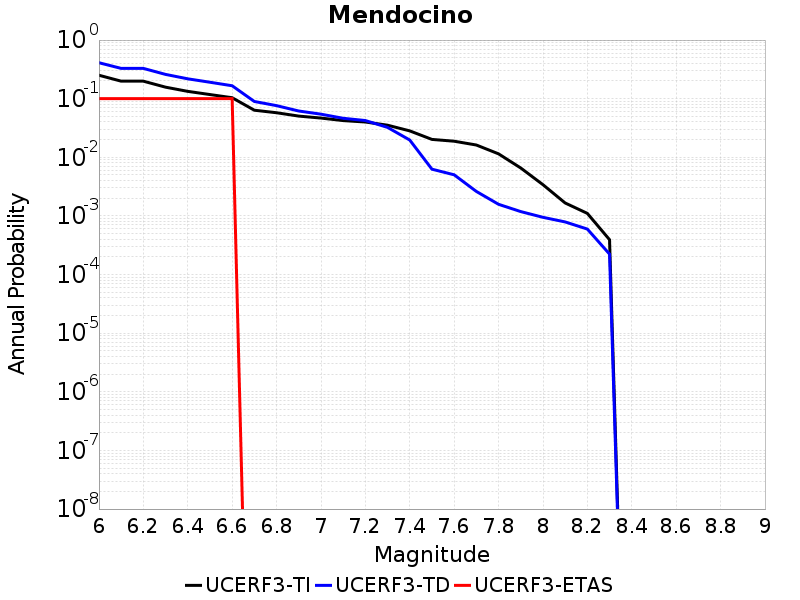 Mendocino
10^0
10^-1
10^-2
10^-3
10^-4
10^-5
10^-6
10^-7
10^-8
Annual Probability
6 6.2 6.4 6.6 6.8 7 7.2 7.4 7.6 7.8 8 8.2 8.4 8.6 8.8 9
Magnitude
UCERF3-TI UCERF3-TD UCERF3-ETAS